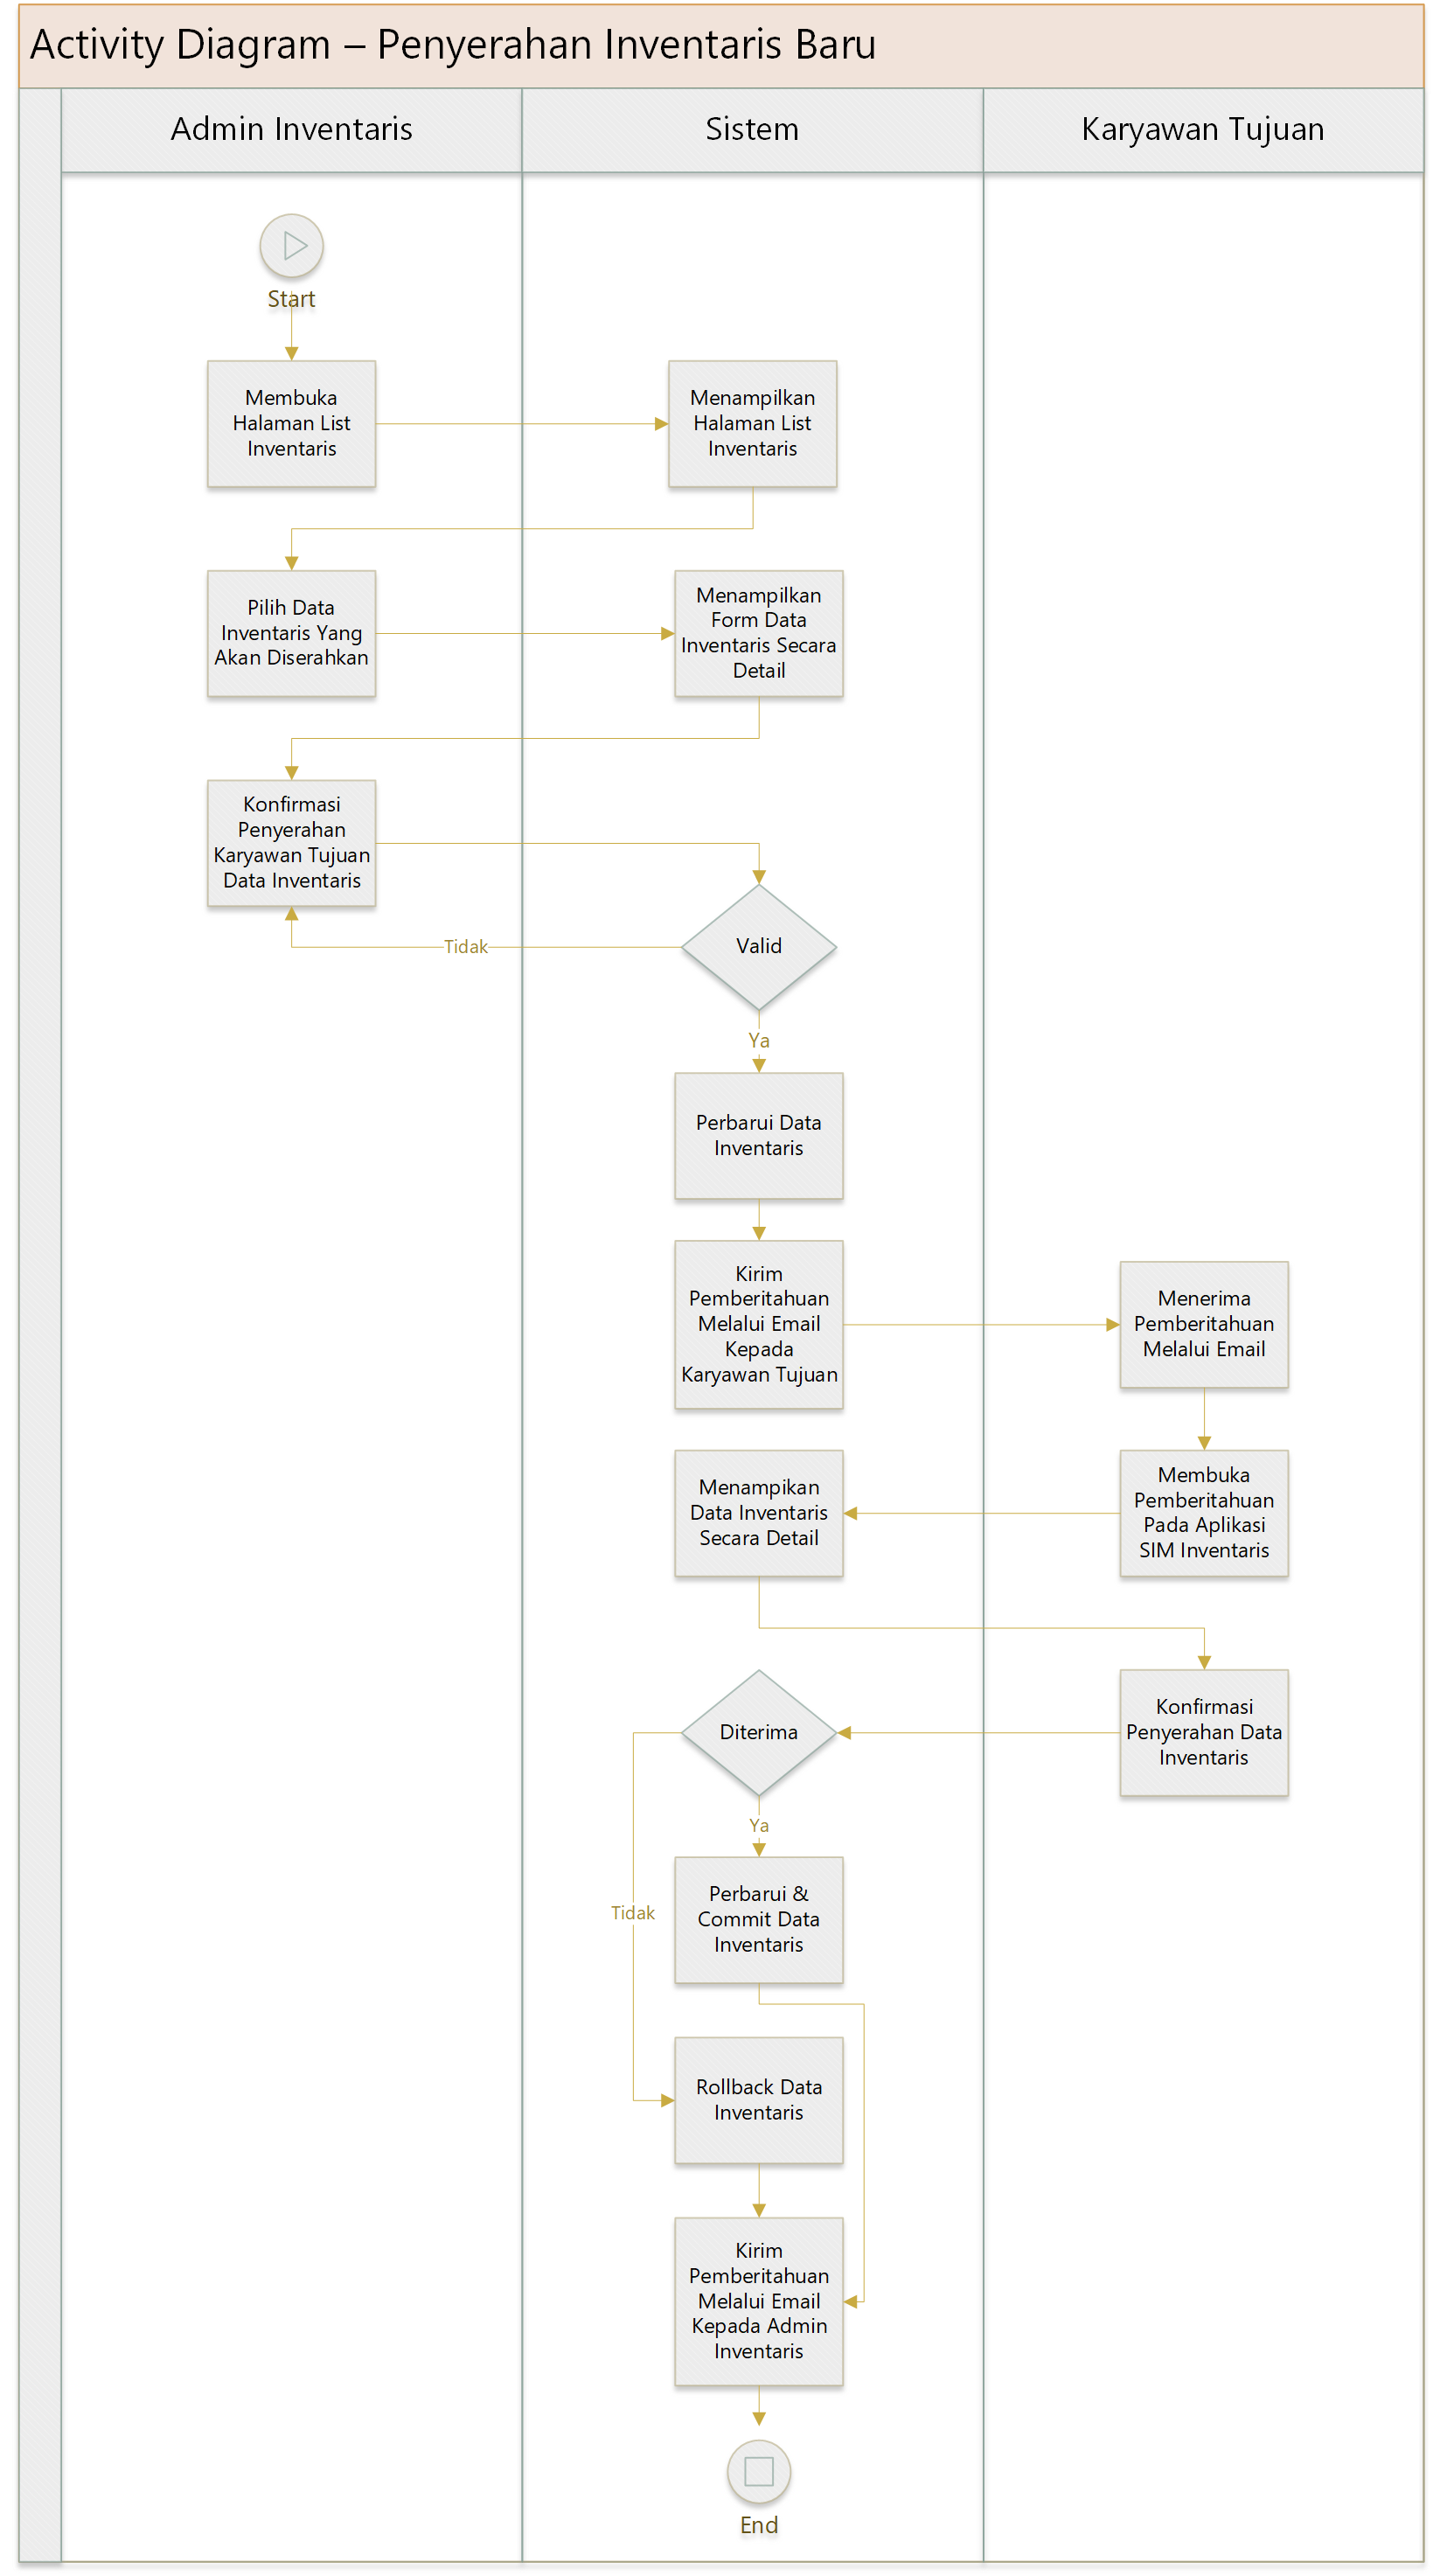 Activity Diagram – Penyerahan Inventaris Baru
Admin Inventaris
Sistem
Karyawan Tujuan
Start
Membuka
Halaman List
Inventaris
Menampilkan
Halaman List
Inventaris
Pilih Data
Inventaris Yang
Akan Diserahkan
Menampilkan
Form Data
Inventaris Secara
Detail
Konfirmasi
Penyerahan
Karyawan Tujuan
Data Inventaris
Valid
Tidak
Ya
Perbarui Data
Inventaris
Kirim
Pemberitahuan
Melalui Email
Kepada
Karyawan Tujuan
Menerima
Pemberitahuan
Melalui Email
Membuka
Pemberitahuan
Pada Aplikasi
SIM Inventaris
Menampikan
Data Inventaris
Secara Detail
Konfirmasi
Penyerahan Data
Inventaris
Diterima
Ya
Tidak
Perbarui &
Commit Data
Inventaris
Rollback Data
Inventaris
Kirim
Pemberitahuan
Melalui Email
Kepada Admin
Inventaris
End